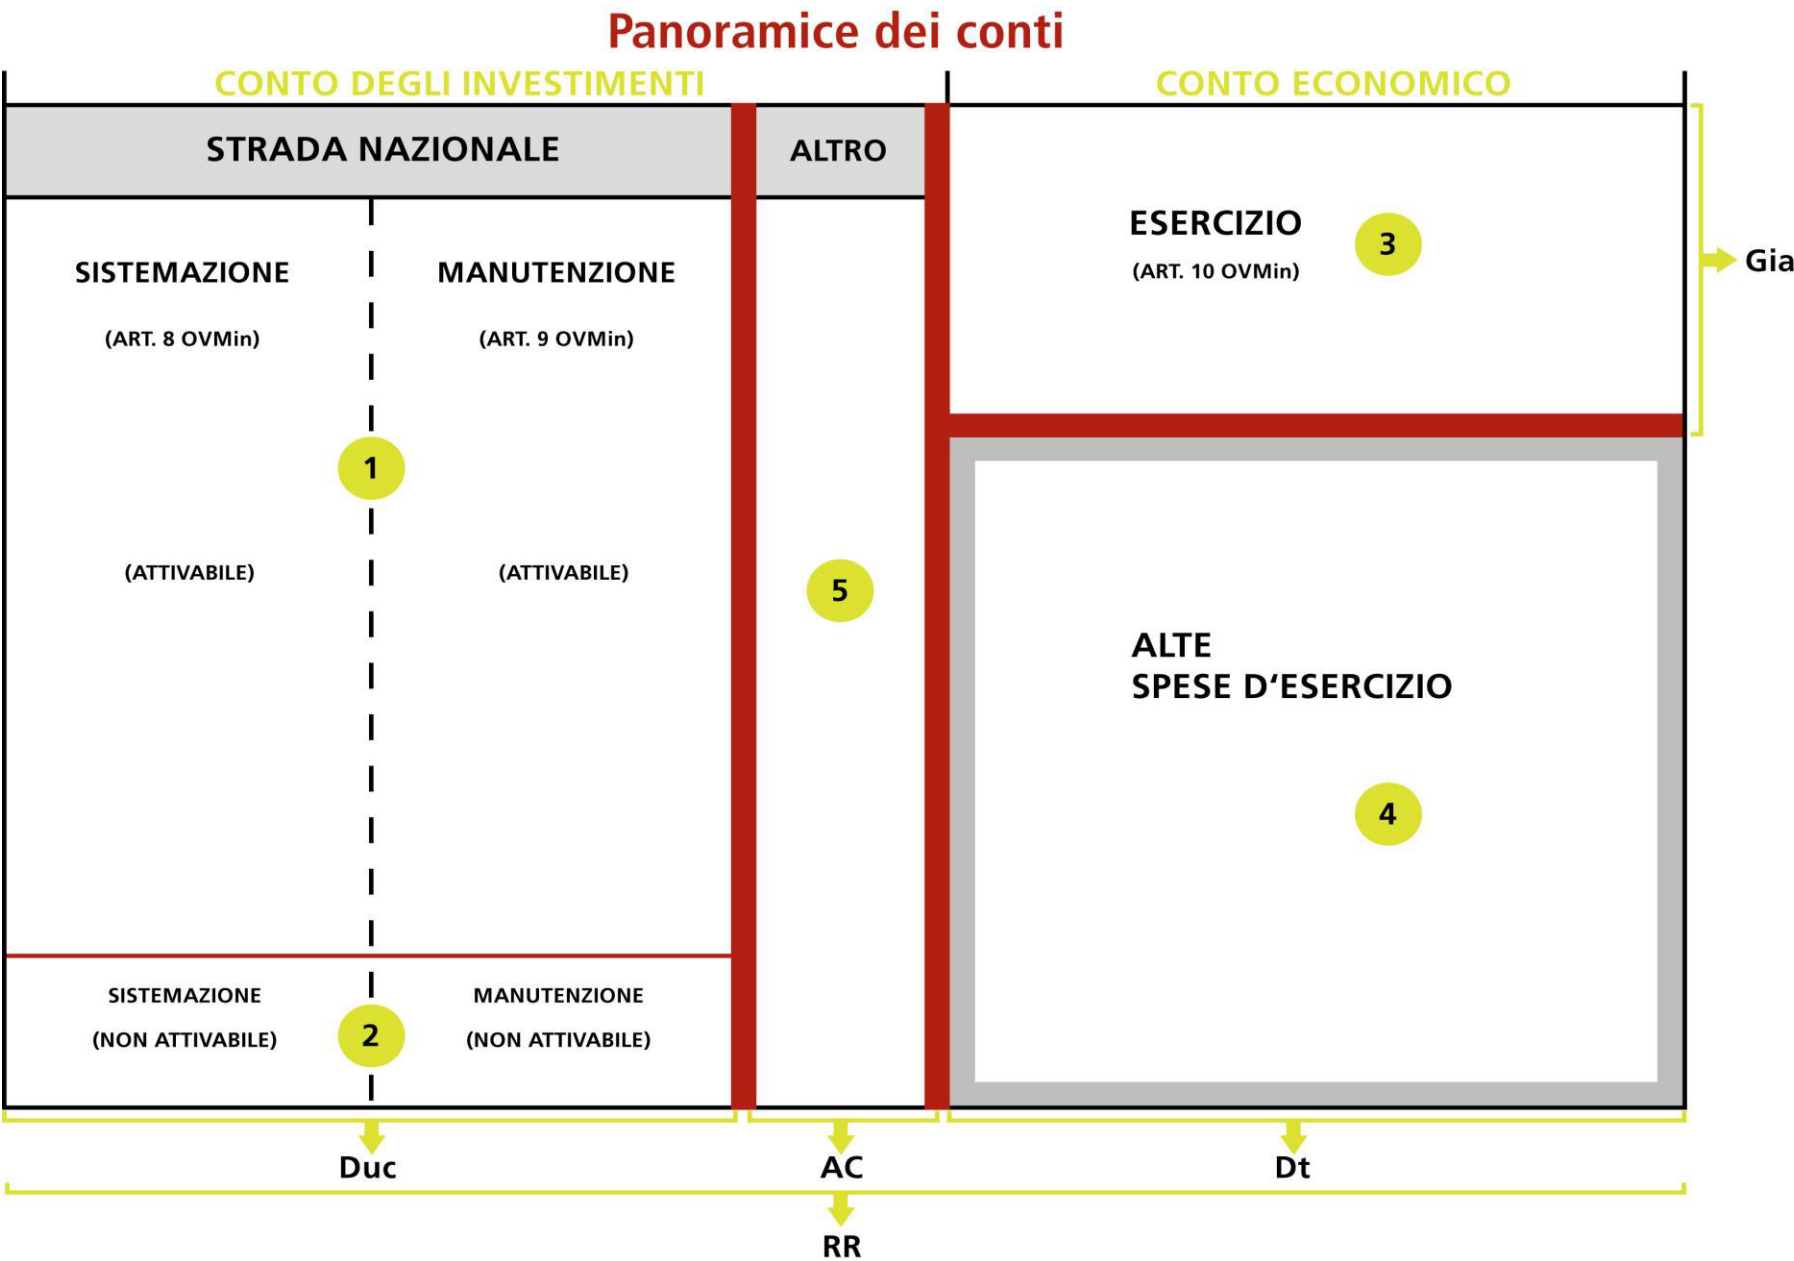 Panoramice dei conti
CONTO DEGLI INVESTIMENTI
CONTO ECONOMICO
STRADA NAZIONALE
ALTRO
SISTEMAZIONE
(ART. 8 OVMin)
MANUTENZIONE
(ART. 9 OVMin)
1
(ATTIVABILE)
(ATTIVABILE)
SISTEMAZIONE
(NON ATTIVABILE)
2
MANUTENZIONE
(NON ATTIVABILE)
5
ESERCIZIO
(ART. 10 OVMin)
3
Gia
ALTE
SPESE D‘ESERCIZIO
4
Duc
AC
Dt
RR